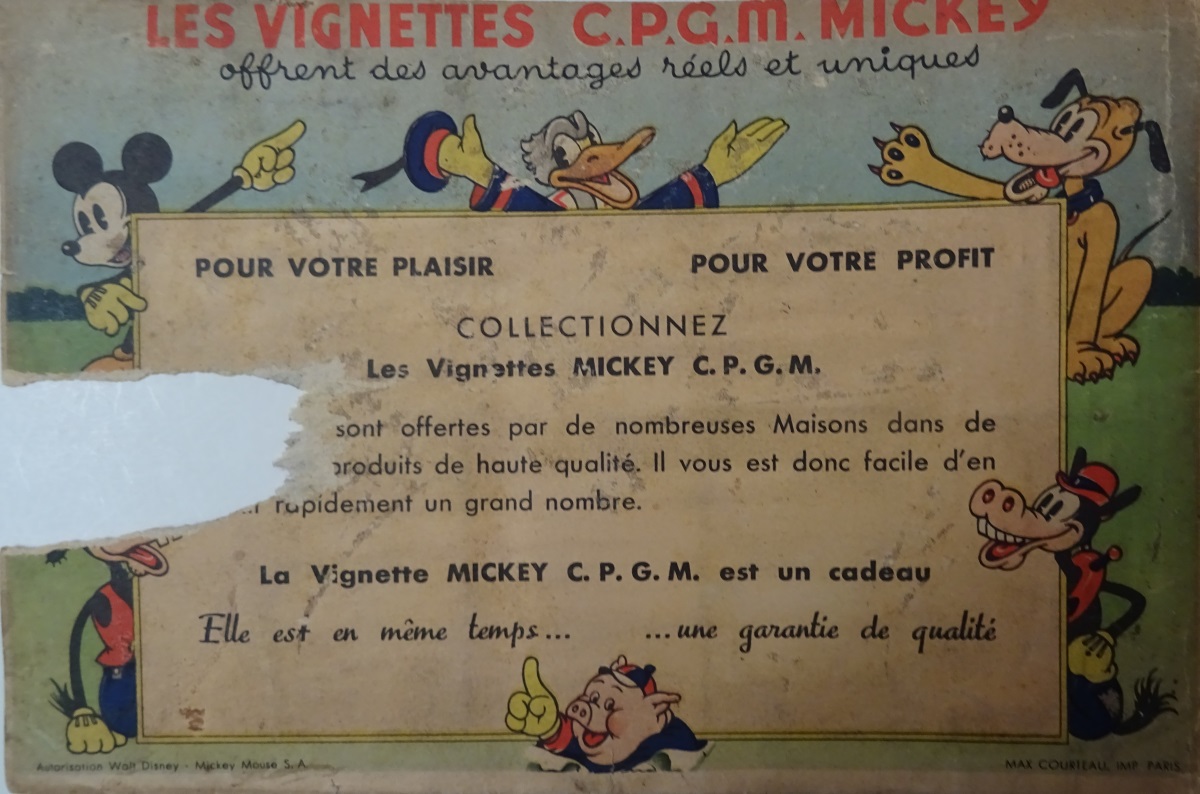 LES VIGNETTES C.P.G.M. MICKEY
offrent des avantages réels et uniques
POUR VOTRE PLAISIR POUR VOTRE PROFIT
COLLECTIONNEZ
Les Vignettes MICKEY C.P.G.M.
sont offertes par de nombreuses Maisons dans de
produits de haute qualité. Il vous est donc facile d'en
rapidement un grand nombre.
La Vignette MICKEY C.P.G.M. est un cadeau
Elle est en même temps... ...une garantie de qualité
Autorisation Walt Disney - Mickey Mouse S.A.
MAX COURTEAU, IMP. PARIS